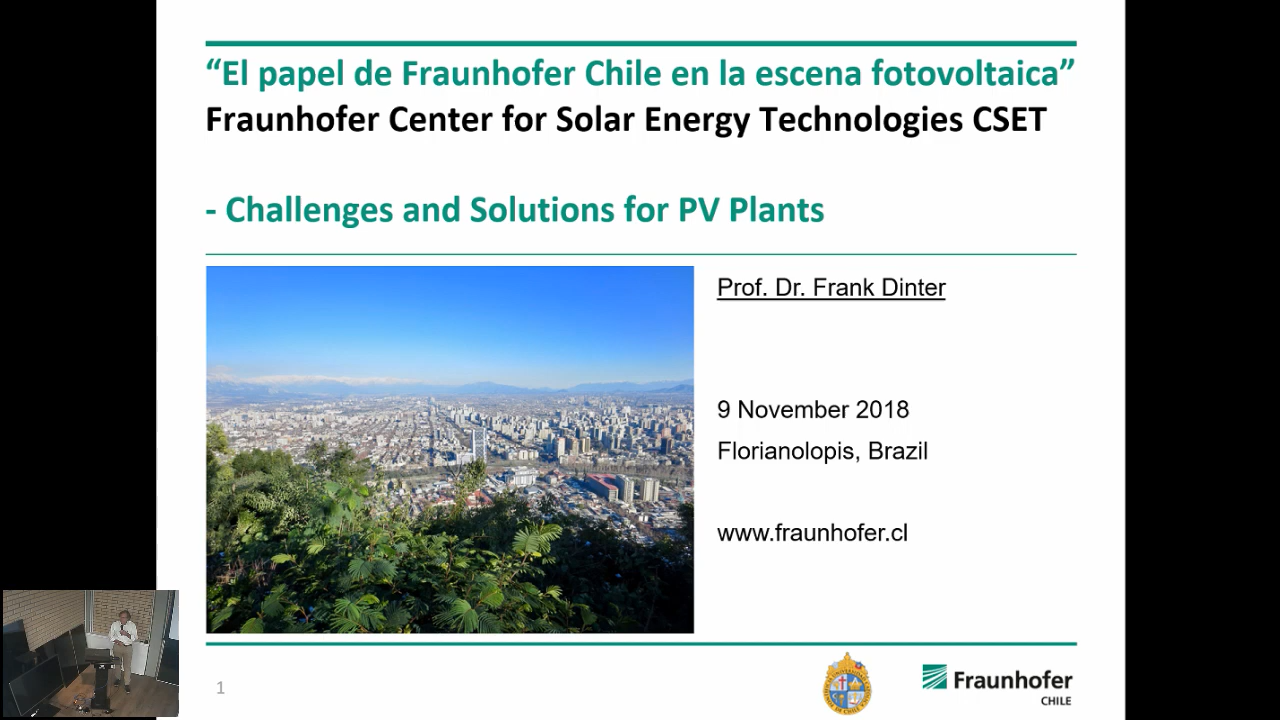 “El papel de Fraunhofer Chile en la escena fotovoltaica”
Fraunhofer Center for Solar Energy Technologies CSET
- Challenges and Solutions for PV Plants
Prof. Dr. Frank Dinter
9 November 2018
Florianolopis, Brazil
www.fraunhofer.cl
1
Fraunhofer
CHILE